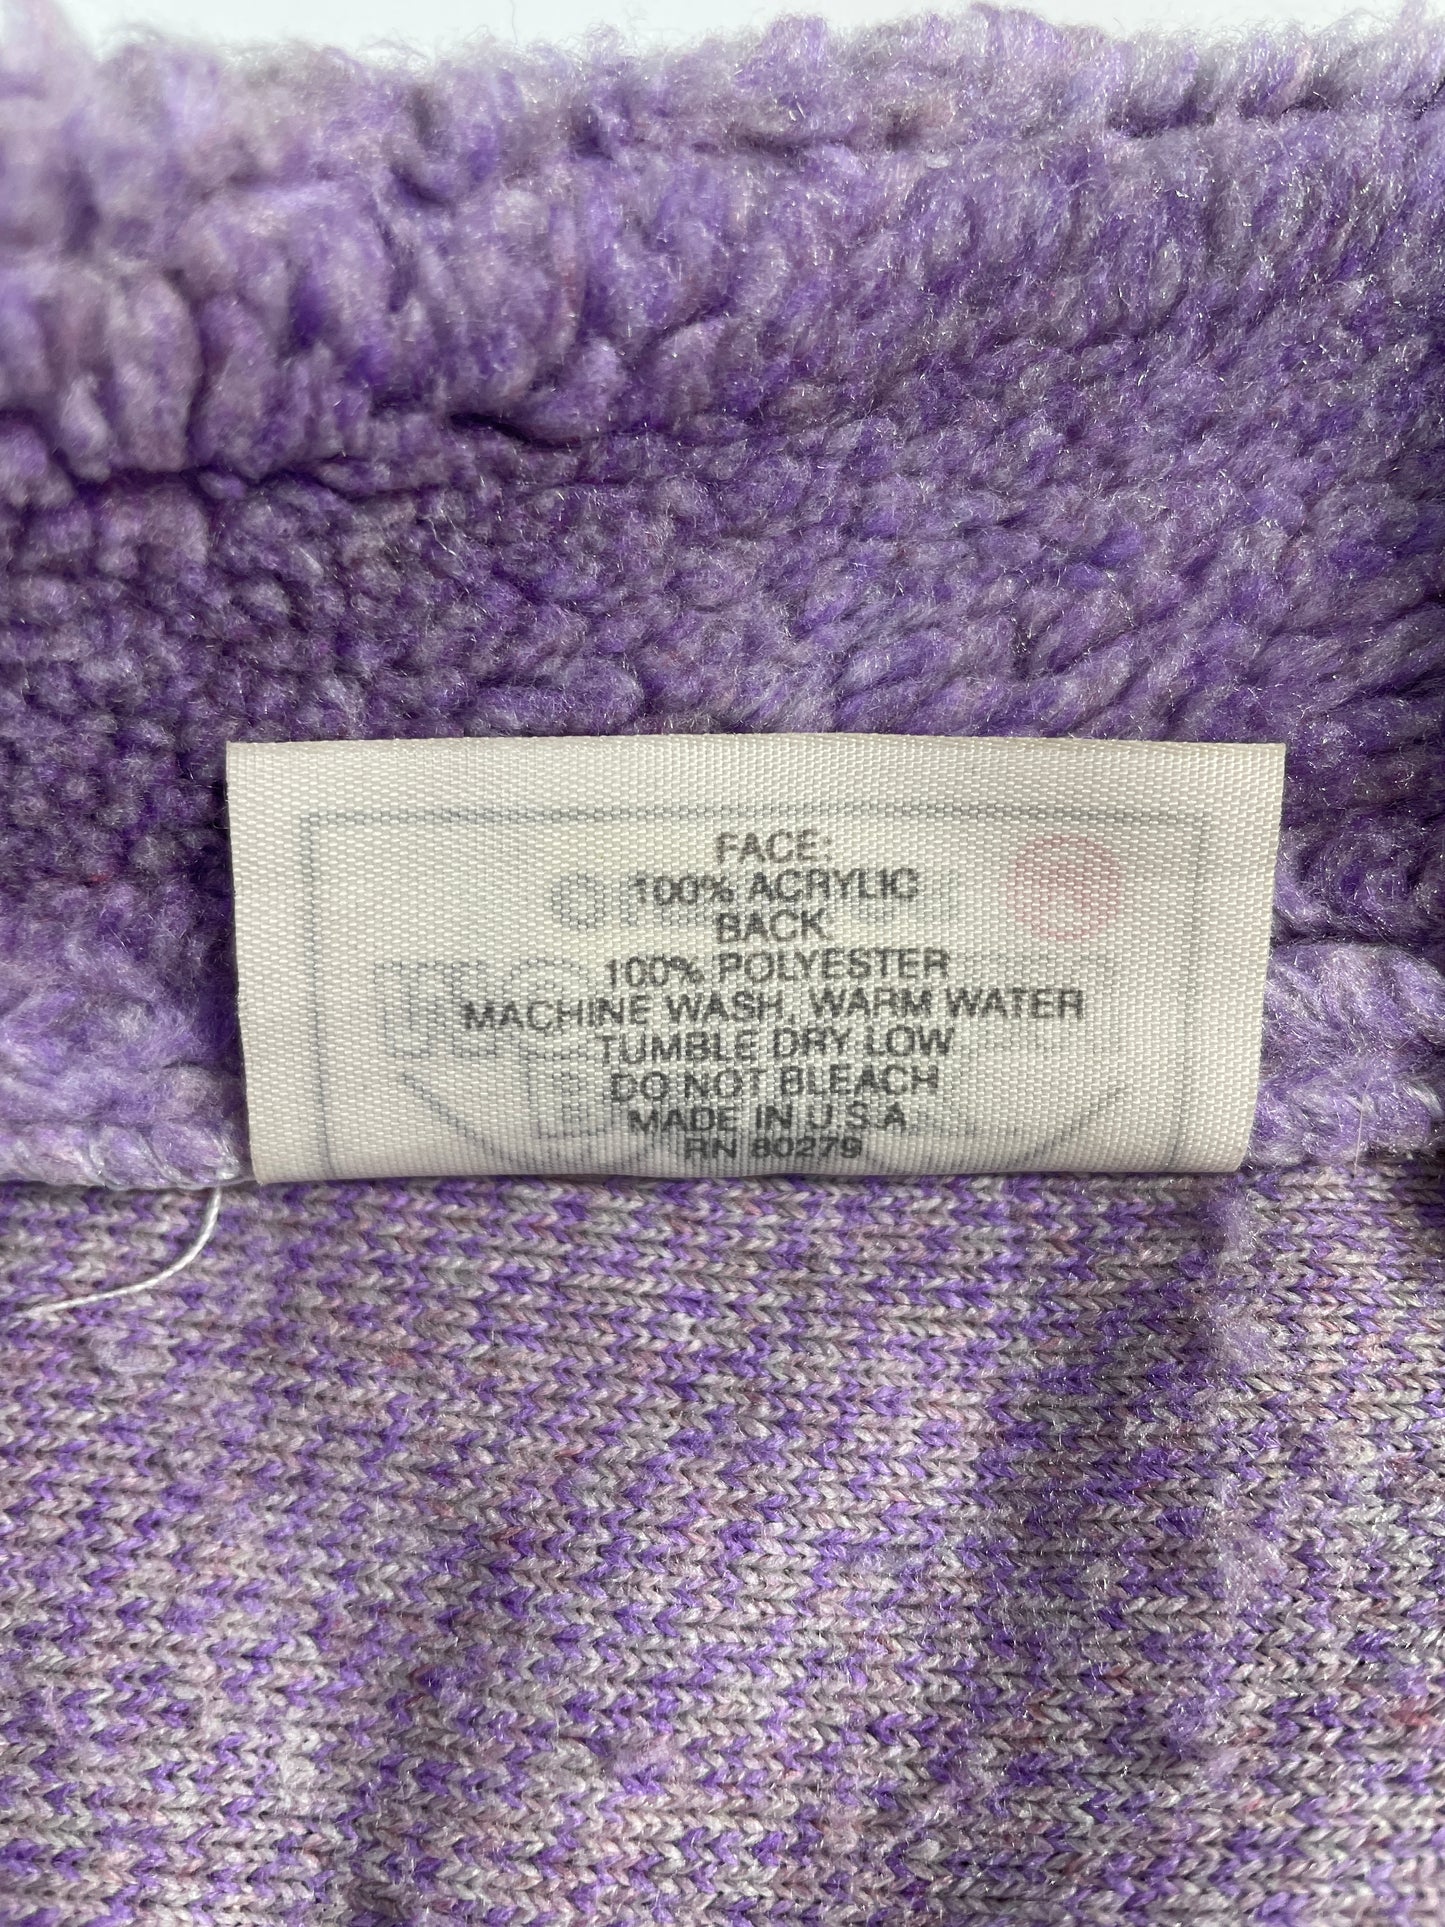 FACE:
100% ACRYLIC
BACK
100% POLYESTER
MACHINE WASH, WARM WATER
TUMBLE DRY LOW
DO NOT BLEACH
MADE IN U.S.A.
RN 80279